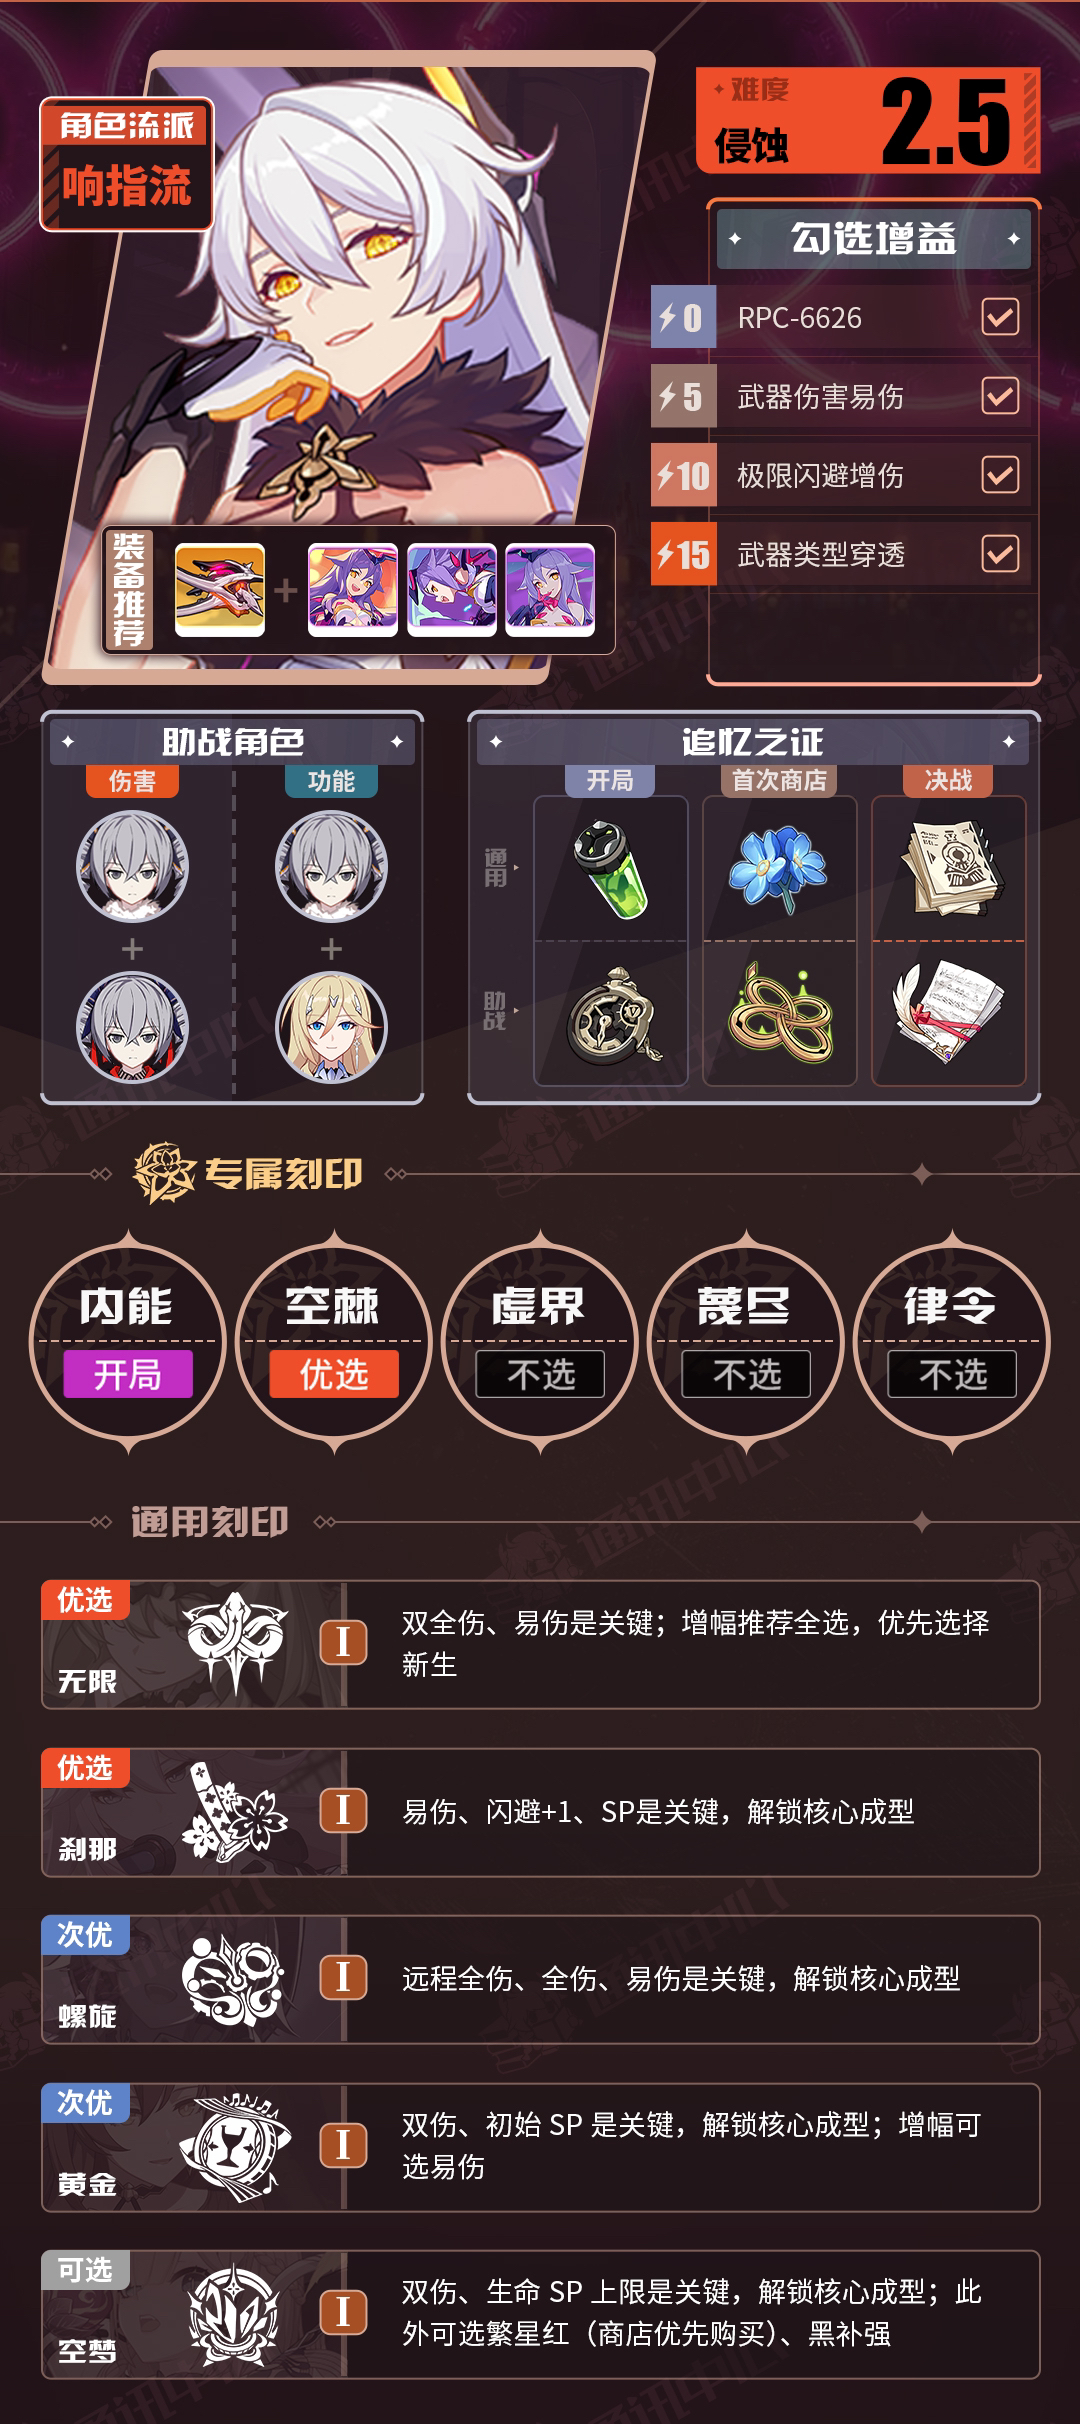 角色流派
响指流
难度
侵蚀
2.5
勾选增益
0
RPC-6626
5
武器伤害易伤
10
极限闪避增伤
15
武器类型穿透
装备推荐
助战角色
伤害
功能
追忆之证
开局
首次商店
决战
通用
助战
专属刻印
内能
开局
空棘
优选
虚界
不选
蔑尽
不选
律令
不选
通用刻印
优选
无限
I
双全伤、易伤是关键；增幅推荐全选，优先选择
新生
优选
刹那
I
易伤、闪避+1、SP是关键，解锁核心成型
次优
螺旋
I
远程全伤、全伤、易伤是关键，解锁核心成型
次优
黄金
I
双伤、初始 SP 是关键，解锁核心成型；增幅可
选易伤
可选
空梦
I
双伤、生命 SP 上限是关键，解锁核心成型；此
外可选繁星红（商店优先购买）、黑补强
通讯中心